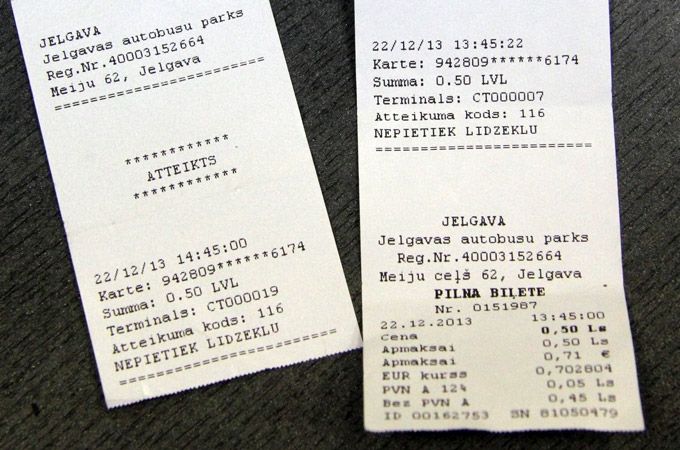 JELGAVA
Jelgavas autobusu parks
Reg.Nr.40003152664
Meiju 62, Jelgava
==========================
************
ATTEIKTS
************
22/12/13 14:45:00
Karte: 942809******6174
Summa: 0.50 LVL
Terminals: CT000019
Atteikuma kods: 116
NEPIETIEK LIDZEKLU
==========================
22/12/13 13:45:22
Karte: 942809******6174
Summa: 0.50 LVL
Terminals: CT000007
Atteikuma kods: 116
NEPIETIEK LIDZEKLU
==========================
JELGAVA
Jelgavas autobusu parks
Reg.Nr.40003152664
Meiju ceļš 62, Jelgava
PILNA BIĻETE
Nr. 0151987
22.12.2013 13:45:00
Cena 0,50 Ls
Apmaksai 0,50 Ls
Apmaksai 0,71 €
EUR kurss 0,702804
PVN A 12% 0,05 Ls
Bez PVN A 0,45 Ls
ID 00162753 SN 81050479